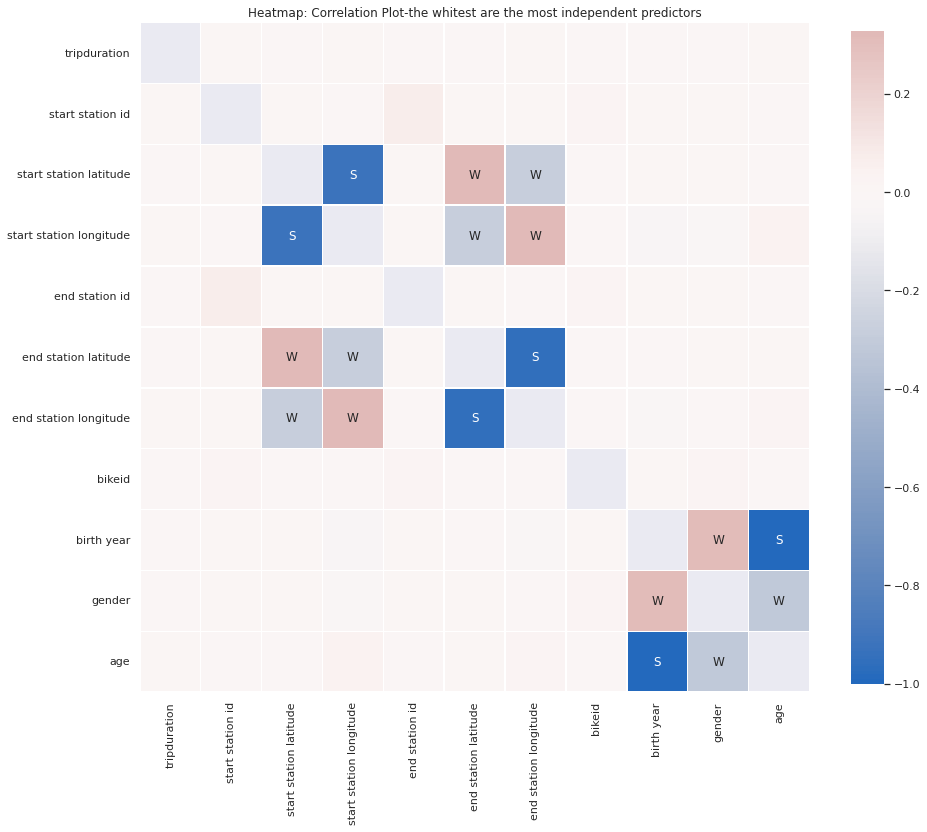 Heatmap: Correlation Plot-the whitest are the most independent predictors
tripduration
start station id
start station latitude S W W
start station longitude S W W
end station id
end station latitude W W S
end station longitude W W S
bikeid
birth year W S
gender W W
age S W
tripduration
start station id
start station latitude
start station longitude
end station id
end station latitude
end station longitude
bikeid
birth year
gender
age
0.2
0.0
−0.2
−0.4
−0.6
−0.8
−1.0